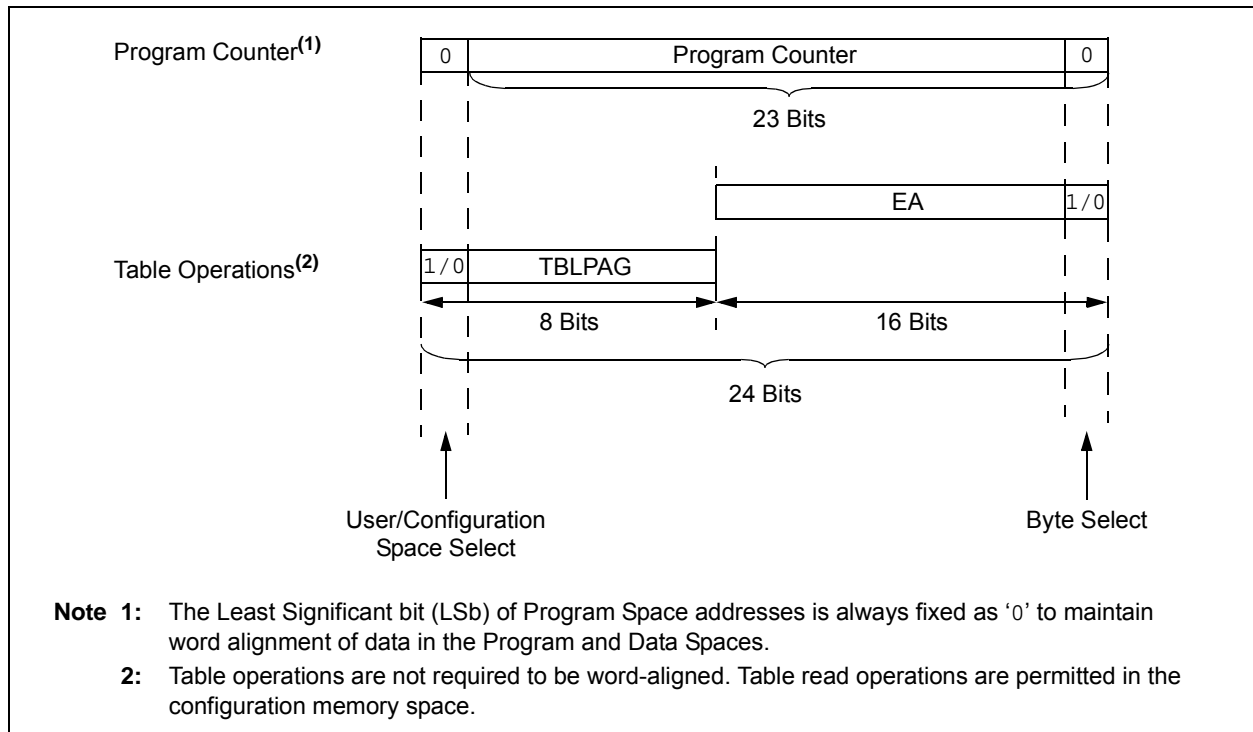 Program Counter(1)
0 Program Counter 0
23 Bits
EA 1/0
Table Operations(2)
1/0 TBLPAG
8 Bits 16 Bits
24 Bits
User/Configuration
Space Select
Byte Select
Note 1: The Least Significant bit (LSb) of Program Space addresses is always fixed as ‘0’ to maintain
word alignment of data in the Program and Data Spaces.
2: Table operations are not required to be word-aligned. Table read operations are permitted in the
configuration memory space.